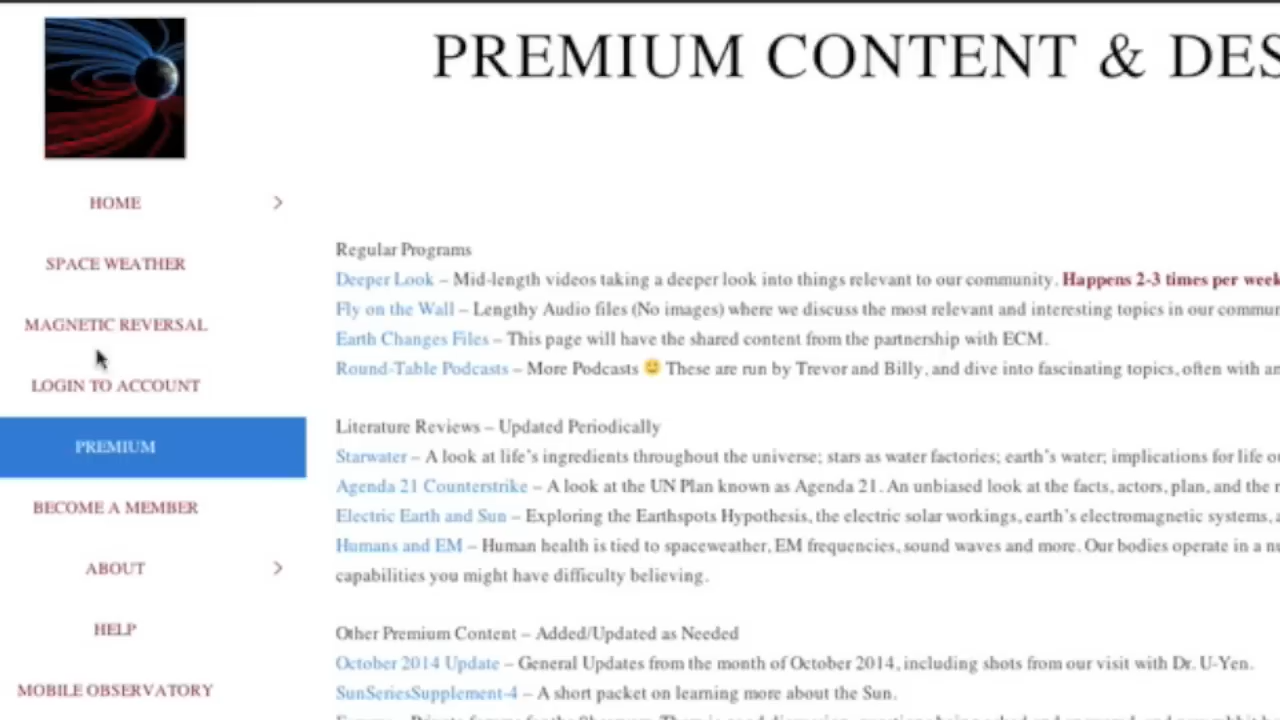 PREMIUM CONTENT & DES
HOME
SPACE WEATHER
MAGNETIC REVERSAL
LOGIN TO ACCOUNT
PREMIUM
BECOME A MEMBER
ABOUT
HELP
MOBILE OBSERVATORY
Regular Programs
Deeper Look – Mid-length videos taking a deeper look into things relevant to our community. Happens 2-3 times per week
Fly on the Wall – Lengthy Audio files (No images) where we discuss the most relevant and interesting topics in our commun
Earth Changes Files – This page will have the shared content from the partnership with ECM.
Round-Table Podcasts – More Podcasts 🙂 These are run by Trevor and Billy, and dive into fascinating topics, often with an
Literature Reviews – Updated Periodically
Starwater – A look at life's ingredients throughout the universe; stars as water factories; earth's water; implications for life
Agenda 21 Counterstrike – A look at the UN Plan known as Agenda 21. An unbiased look at the facts, actors, plan, and the
Electric Earth and Sun – Exploring the Earthspots Hypothesis, the electric solar workings, earth's electromagnetic systems,
Humans and EM – Human health is tied to spaceweather, EM frequencies, sound waves and more. Our bodies operate in a
capabilities you might have difficulty believing.
Other Premium Content – Added/Updated as Needed
October 2014 Update – General Updates from the month of October 2014, including shots from our visit with Dr. U-Yen.
SunSeriesSupplement-4 – A short packet on learning more about the Sun.